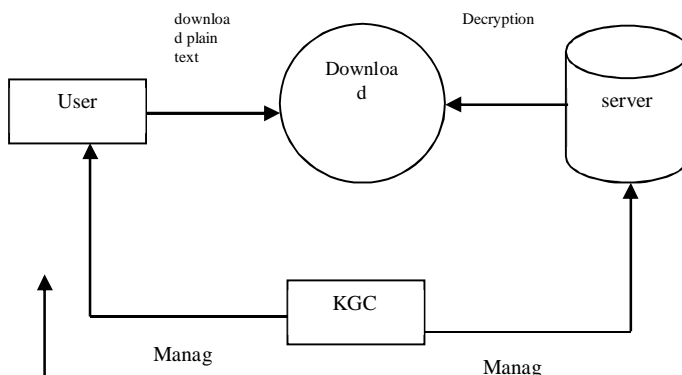 downloa
d plain
text
Decryption
Downloa
d
User
server
KGC
Manag
Manag